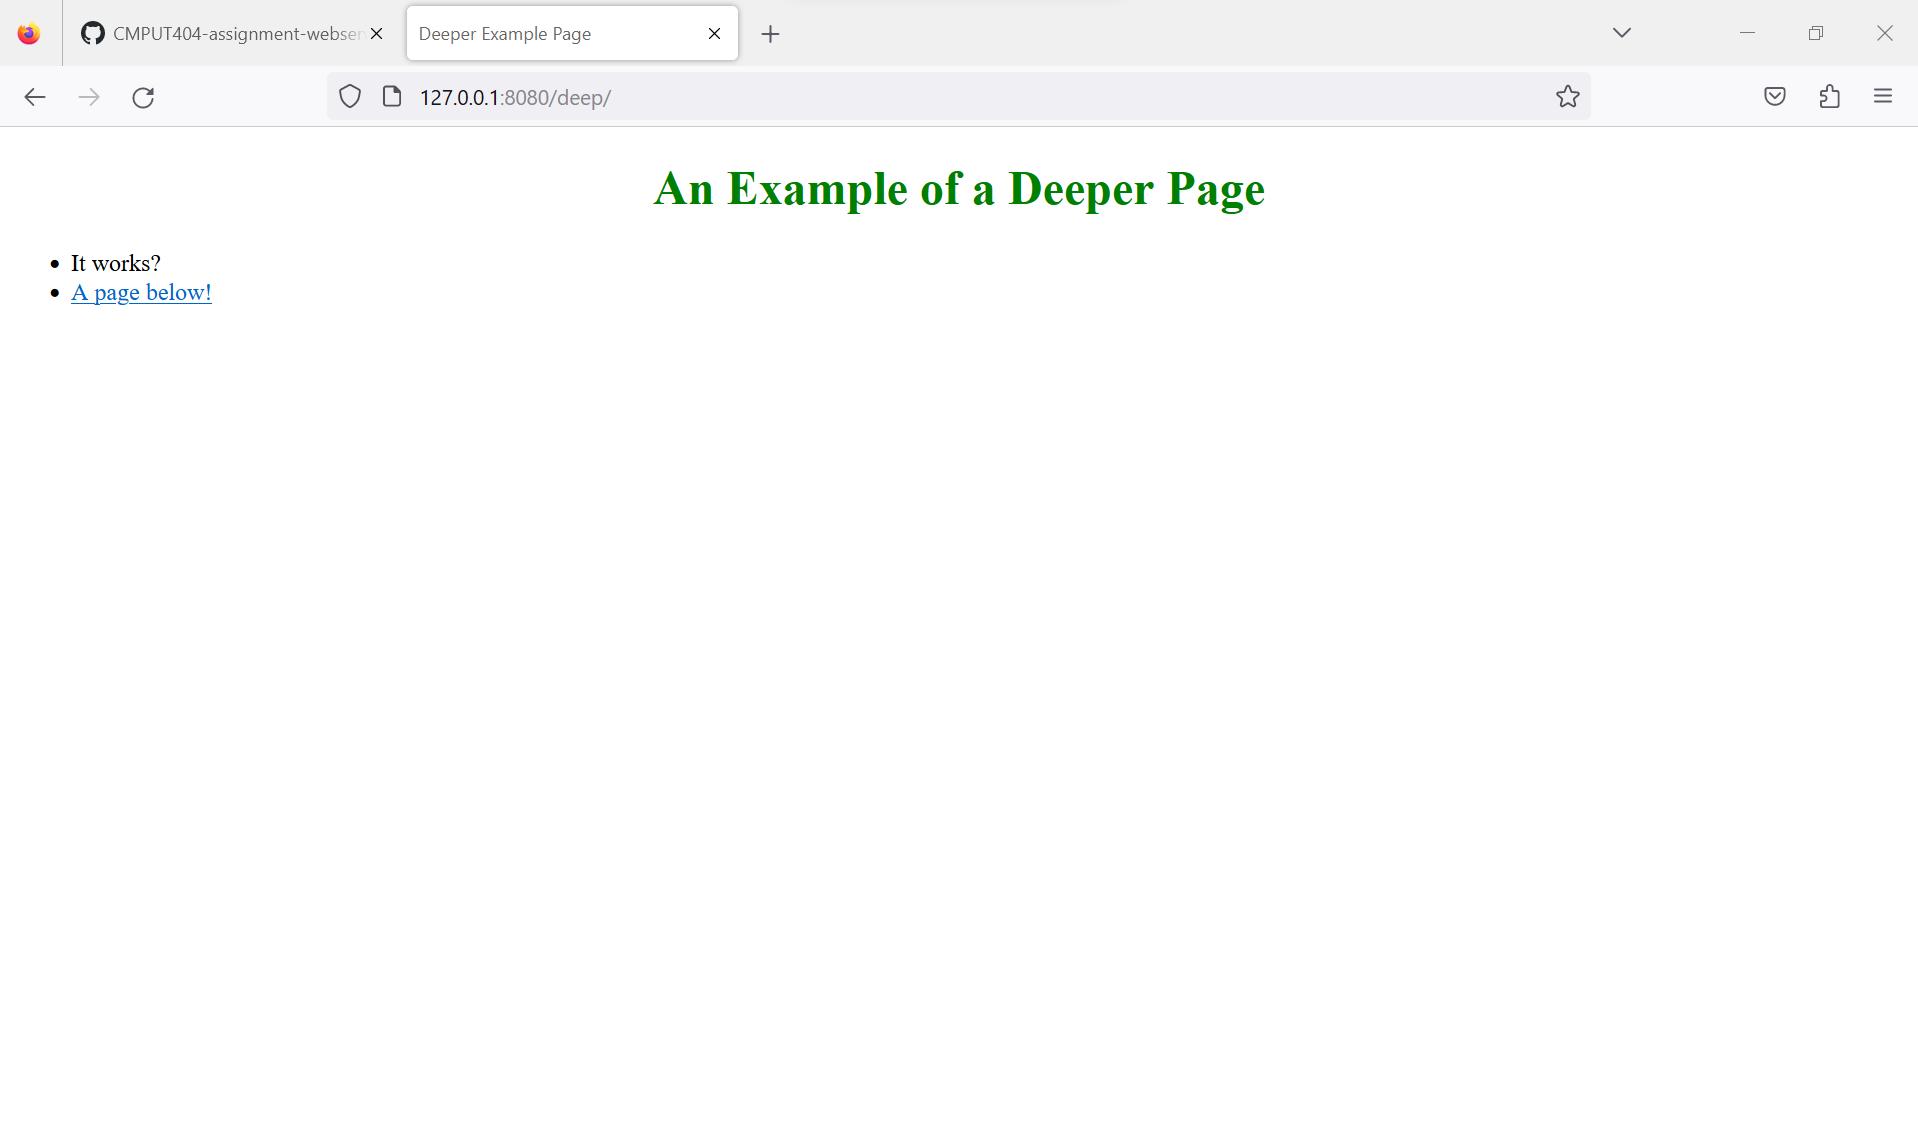 CMPUT404-assignment-webser
Deeper Example Page
127.0.0.1:8080/deep/
An Example of a Deeper Page
It works?
A page below!